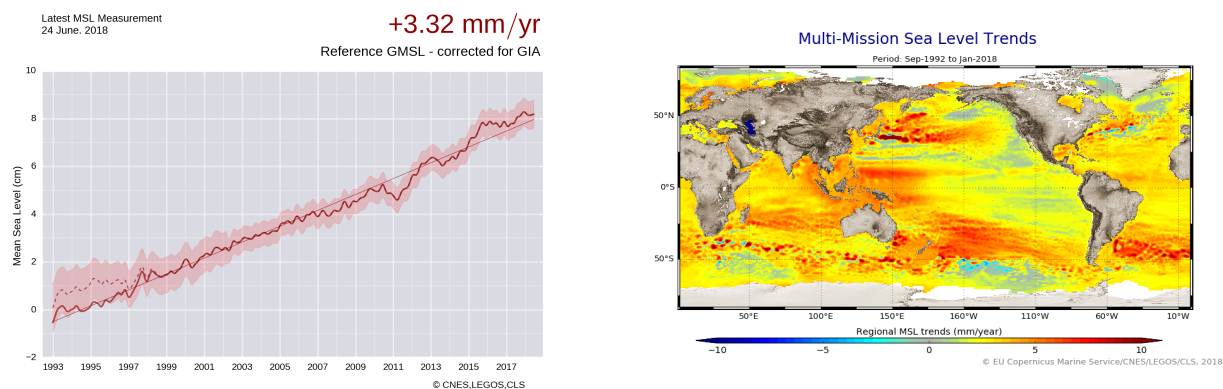 Latest MSL Measurement
24 June. 2018
+3.32 mm/yr
Reference GMSL - corrected for GIA
Mean Sea Level (cm)
10
8
6
4
2
0
−2
1993 1995 1997 1999 2001 2003 2005 2007 2009 2011 2013 2015 2017
© CNES,LEGOS,CLS
Multi-Mission Sea Level Trends
Period: Sep-1992 to Jan-2018
50°N
0°S
50°S
50°E 100°E 150°E 160°W 110°W 60°W 10°W
Regional MSL trends (mm/year)
−10 −5 0 5 10
© EU Copernicus Marine Service/CNES/LEGOS/CLS, 2018